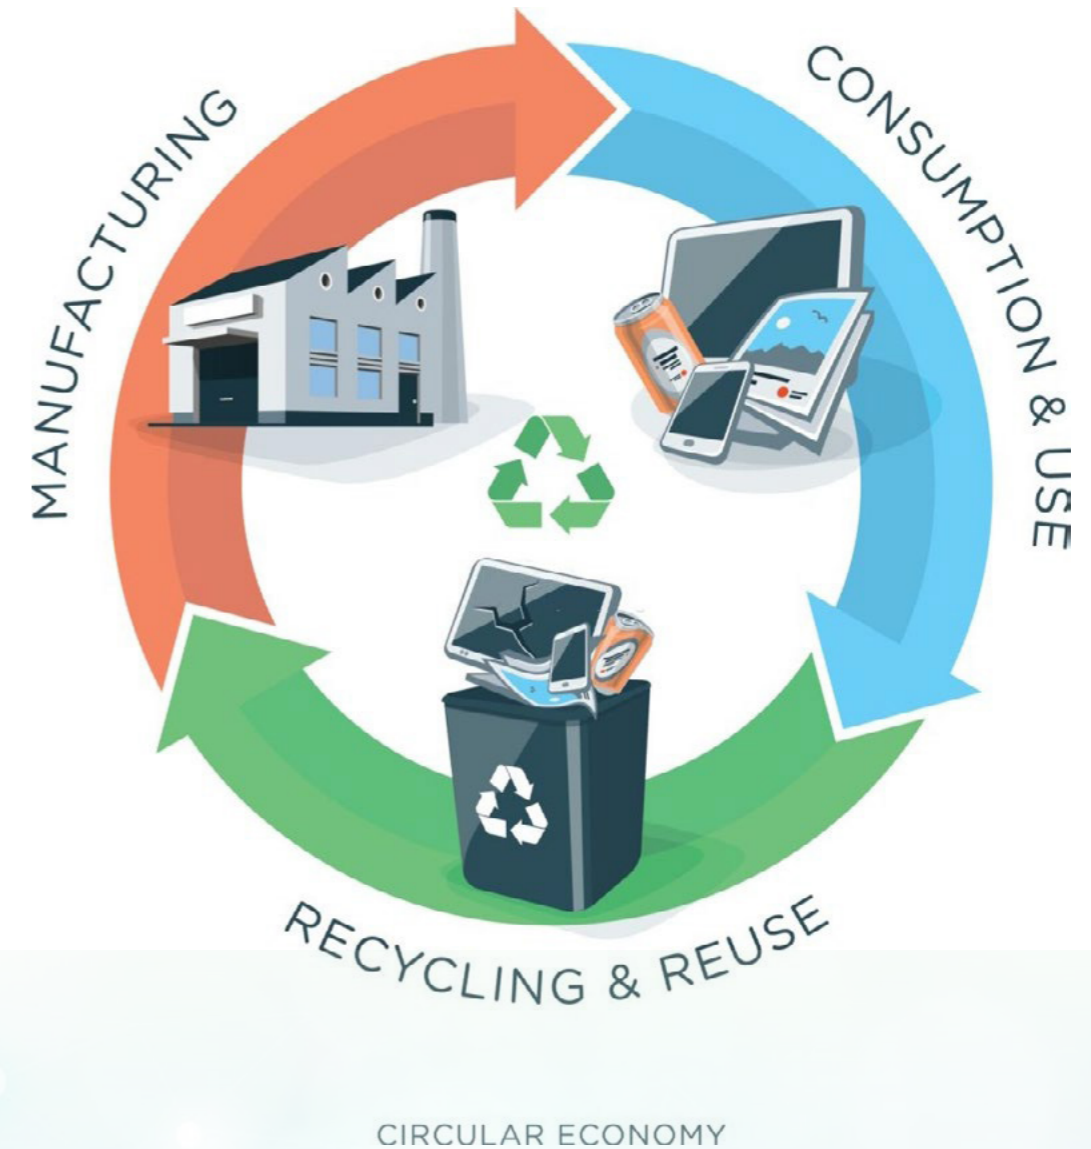 MANUFACTURING
CONSUMPTION & USE
RECYCLING & REUSE
CIRCULAR ECONOMY